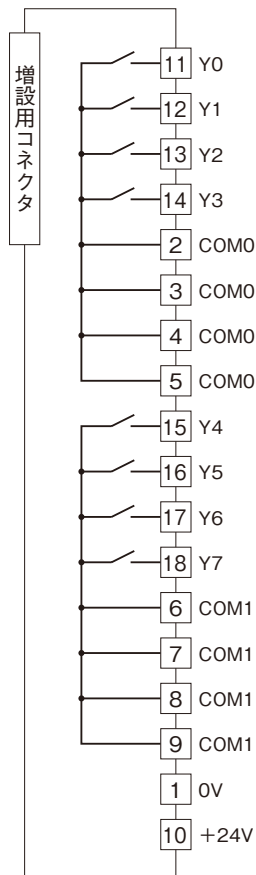 増設用コネクタ
11 Y0
12 Y1
13 Y2
14 Y3
2 COM0
3 COM0
4 COM0
5 COM0
15 Y4
16 Y5
17 Y6
18 Y7
6 COM1
7 COM1
8 COM1
9 COM1
1 0V
10 +24V